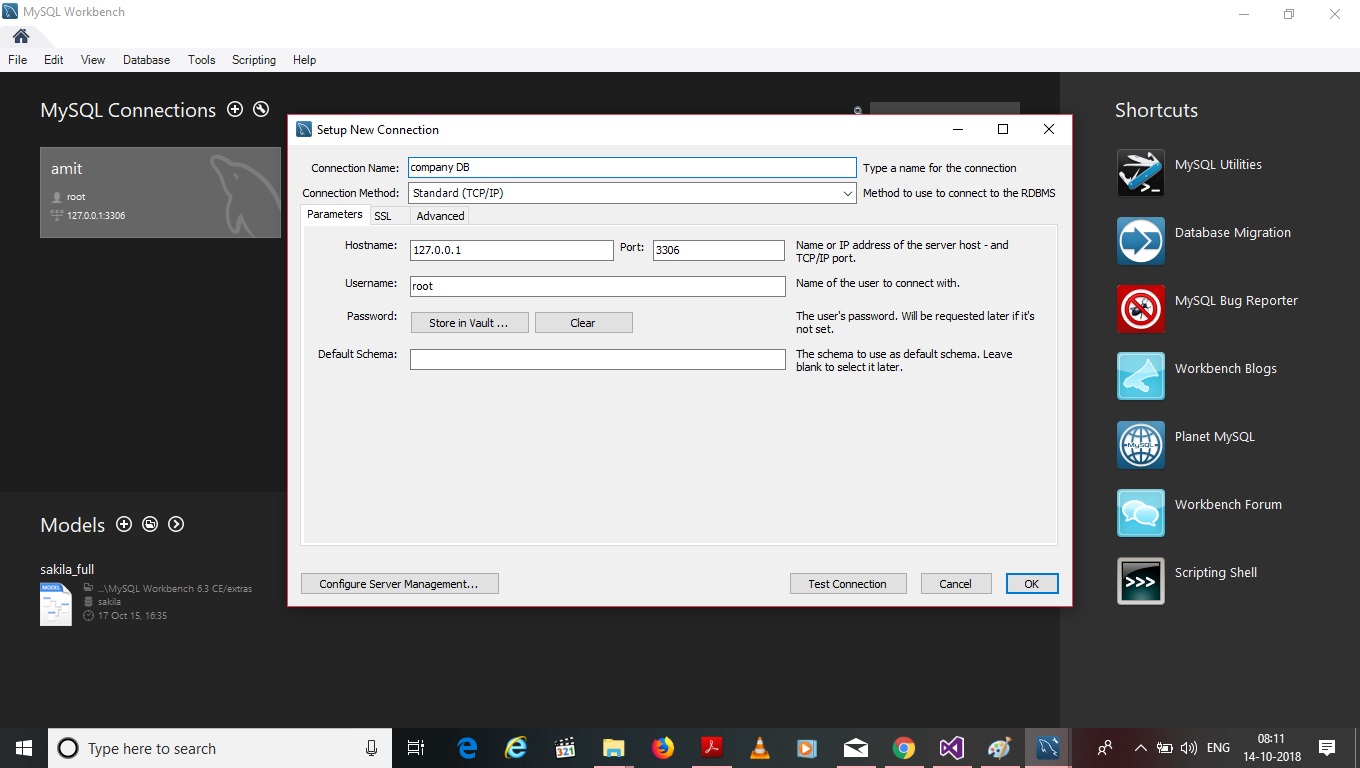 MySQL Workbench
File Edit View Database Tools Scripting Help
MySQL Connections
amit
root
127.0.0.1:3306
Setup New Connection
Connection Name: company DB Type a name for the connection
Connection Method: Standard (TCP/IP) Method to use to connect to the RDBMS
Parameters SSL Advanced
Hostname: 127.0.0.1 Port: 3306 Name or IP address of the server host - and
TCP/IP port.
Username: root Name of the user to connect with.
Password: Store in Vault ... Clear The user's password. Will be requested later if it's
not set.
Default Schema: The schema to use as default schema. Leave
blank to select it later.
Configure Server Management... Test Connection Cancel OK
Shortcuts
MySQL Utilities
Database Migration
MySQL Bug Reporter
Workbench Blogs
MySQL
Planet MySQL
Workbench Forum
Scripting Shell
Models
sakila_full
MODEL
...\MySQL Workbench 6.3 CE/extras
sakila
17 Oct 15, 16:35
Type here to search
321
ENG
08:11
14-10-2018